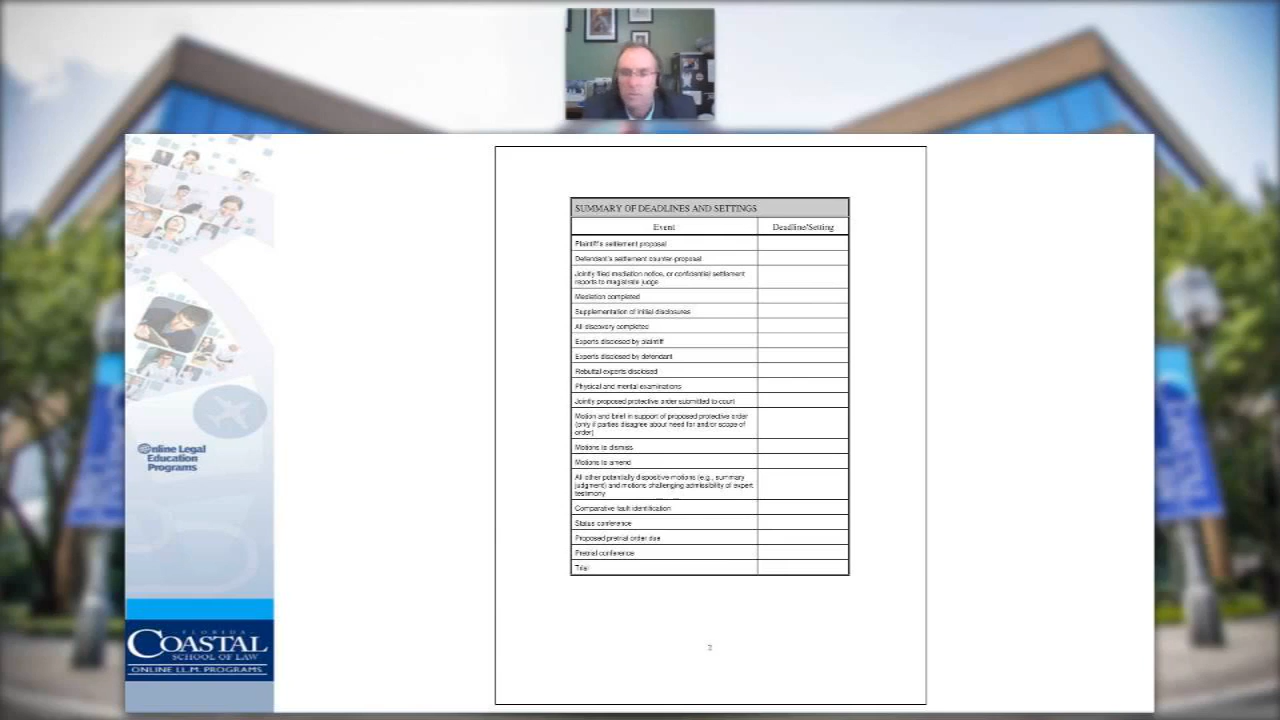 SUMMARY OF DEADLINES AND SETTINGS
Event
Deadline/Setting
Plaintiff's settlement proposal
Defendant's settlement counter-proposal
Jointly filed mediation notice, or confidential settlement
reports to magistrate judge
Mediation completed
Supplementation of initial disclosures
All discovery completed
Experts disclosed by plaintiff
Experts disclosed by defendant
Rebuttal experts disclosed
Physical and mental examinations
Jointly proposed protective order submitted to court
Motion and brief in support of proposed protective order
(only if parties disagree about need for and/or scope of
order)
Motions to dismiss
Motions to amend
All other potentially dispositive motions (e.g., summary
judgment) and motions challenging admissibility of expert
testimony
Comparative fault identification
Status conference
Proposed pretrial order due
Pretrial conference
Trial
2
Online Legal
Education
Programs
FLORIDA
COASTAL
SCHOOL OF LAW
ONLINE LL.M. PROGRAMS